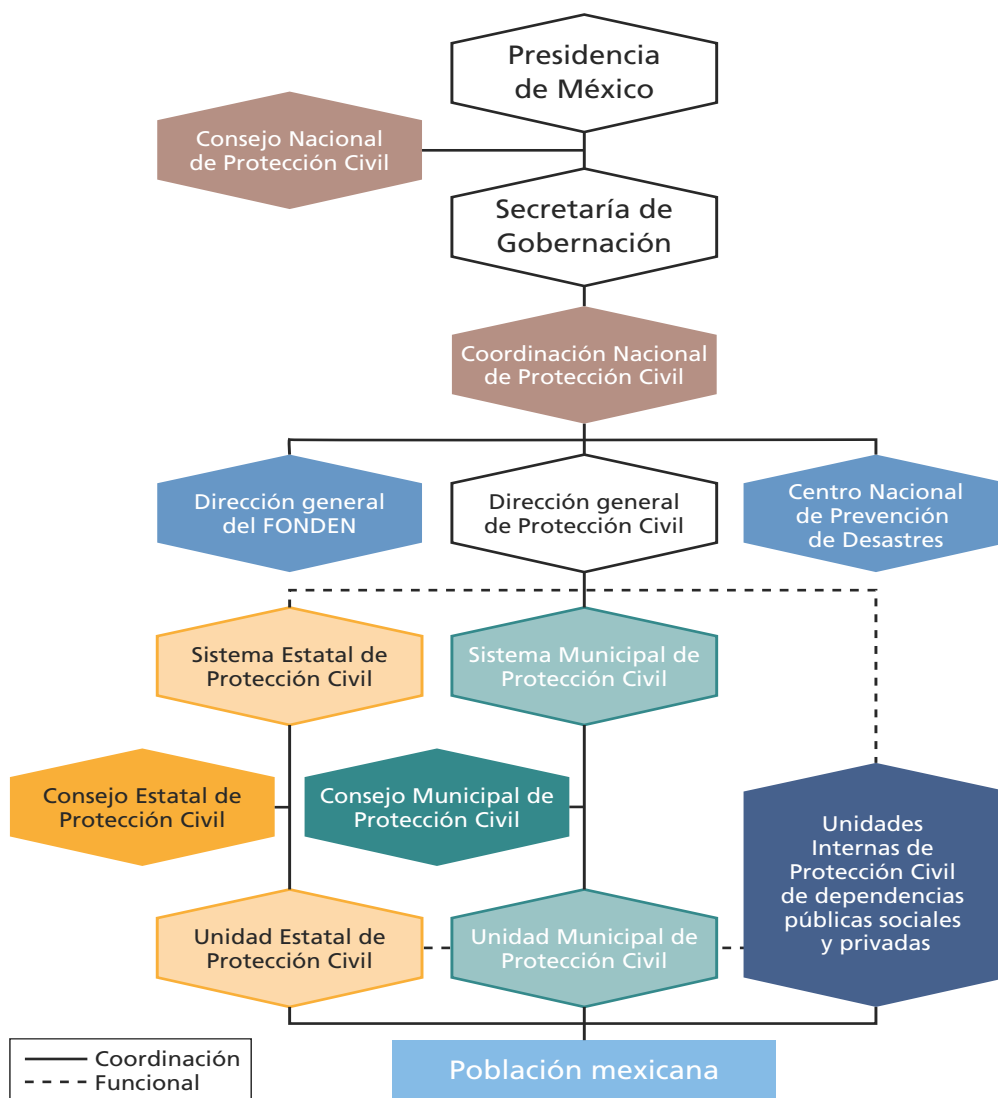 Presidencia
de México
Consejo Nacional
de Protección Civil
Secretaría de
Gobernación
Coordinación Nacional
de Protección Civil
Dirección general
del FONDEN
Dirección general
de Protección Civil
Centro Nacional
de Prevención
de Desastres
Sistema Estatal de
Protección Civil
Sistema Municipal de
Protección Civil
Consejo Estatal de
Protección Civil
Consejo Municipal de
Protección Civil
Unidades
Internas de
Protección Civil
de dependencias
públicas sociales
y privadas
Unidad Estatal de
Protección Civil
Unidad Municipal de
Protección Civil
Coordinación
Funcional
Población mexicana